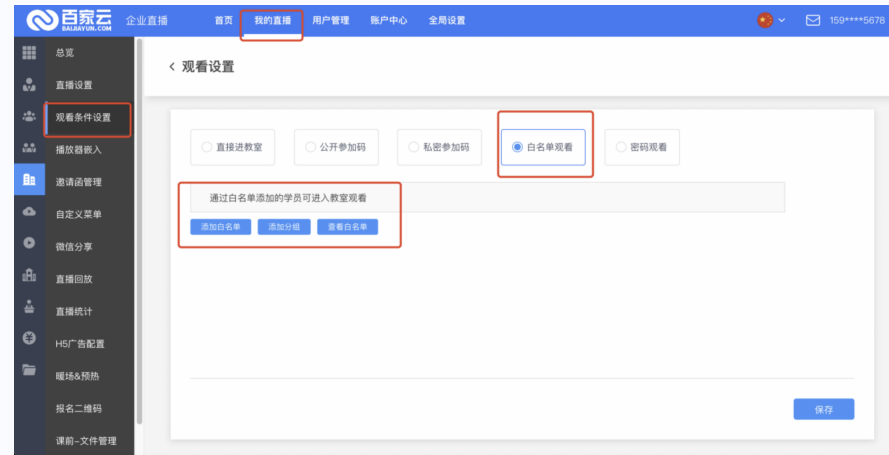 百家云
BAIJIAYUN.COM
企业直播
首页
我的直播
用户管理
账户中心
全局设置
159****5678
总览
直播设置
观看条件设置
播放器嵌入
邀请函管理
自定义菜单
微信分享
直播回放
直播统计
H5广告配置
暖场&预热
报名二维码
课前-文件管理
< 观看设置
直接进教室
公开参加码
私密参加码
白名单观看
密码观看
通过白名单添加的学员可进入教室观看
添加白名单
添加分组
查看白名单
保存